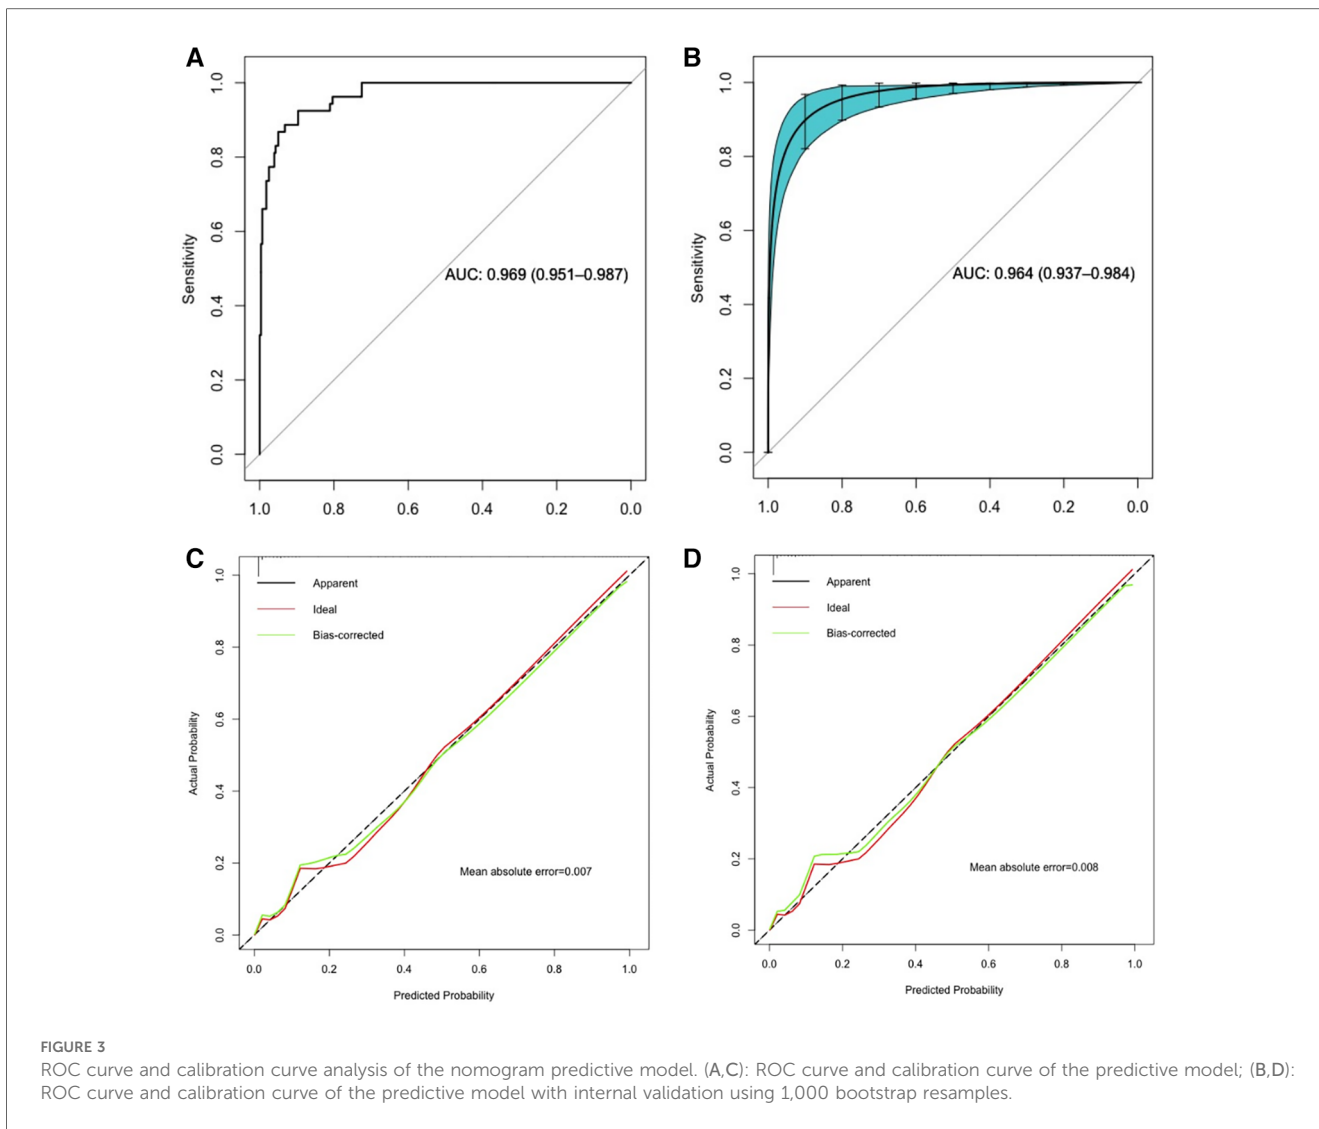 A
1.0
0.8
0.6
0.4
0.2
0.0
Sensitivity
AUC: 0.969 (0.951–0.987)
1.0 0.8 0.6 0.4 0.2 0.0
B
1.0
0.8
0.6
0.4
0.2
0.0
Sensitivity
AUC: 0.964 (0.937–0.984)
1.0 0.8 0.6 0.4 0.2 0.0
C
1.0
0.8
0.6
0.4
0.2
0.0
Actual Probability
Apparent
Ideal
Bias-corrected
Mean absolute error=0.007
0.0 0.2 0.4 0.6 0.8 1.0
Predicted Probability
D
1.0
0.8
0.6
0.4
0.2
0.0
Actual Probability
Apparent
Ideal
Bias-corrected
Mean absolute error=0.008
0.0 0.2 0.4 0.6 0.8 1.0
Predicted Probability
FIGURE 3
ROC curve and calibration curve analysis of the nomogram predictive model. (A,C): ROC curve and calibration curve of the predictive model; (B,D):
ROC curve and calibration curve of the predictive model with internal validation using 1,000 bootstrap resamples.